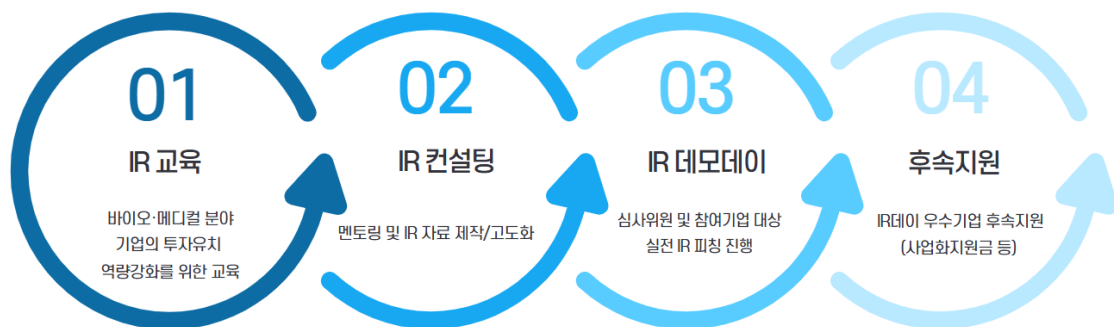 01
IR 교육
바이오·메디컬 분야
기업의 투자유치
역량강화를 위한 교육
02
IR 컨설팅
멘토링 및 IR 자료 제작/고도화
03
IR 데모데이
심사위원 및 참여기업 대상
실전 IR 피칭 진행
04
후속지원
IR데이 우수기업 후속지원
(사업화지원금 등)